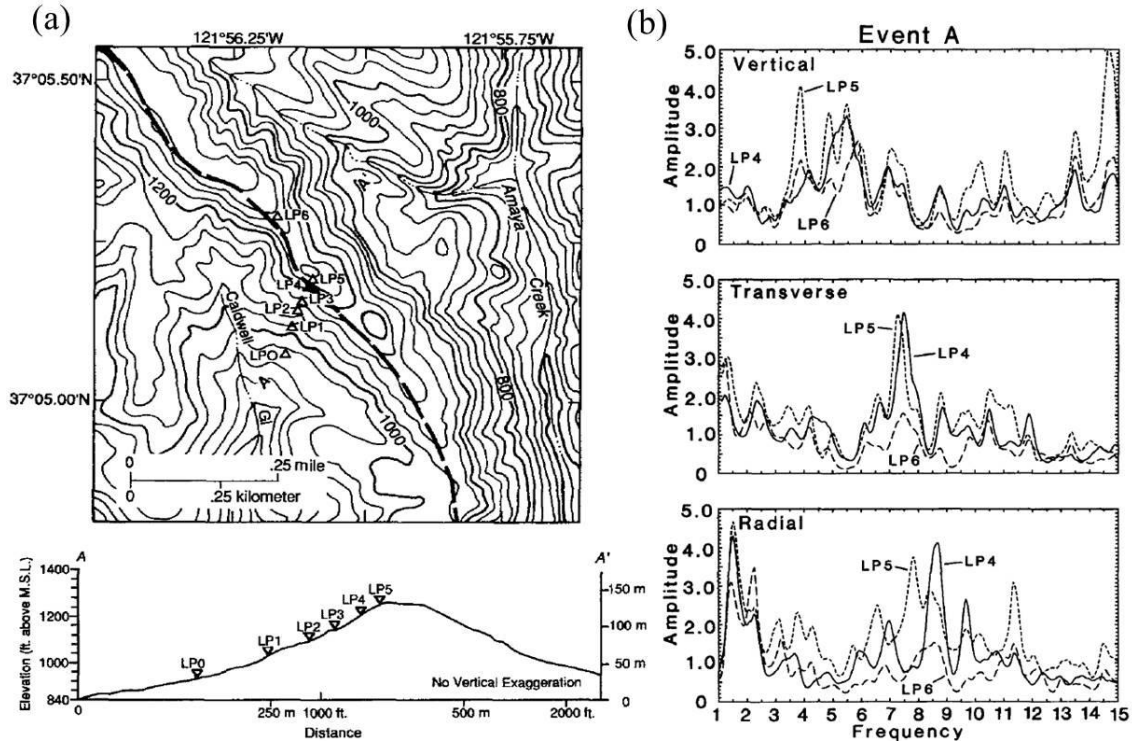 (a)
121°56.25'W
121°55.75'W
37°05.50'N
1000
800
1200
A'
Amaya
Creek
LP6
LP5
LP4
LP3
LP2
LP1
LPO
Caldwell
A
Gl
37°05.00'N
800
1000
0
.25 mile
0
.25 kilometer
A
A'
Elevation (ft. above M.S.L.)
1400
1200
1000
840
150 m
100 m
50 m
0
LP0
LP1
LP2
LP3
LP4
LP5
No Vertical Exaggeration
0
250 m
1000 ft.
500 m
2000 ft.
Distance
(b)
Event A
Vertical
Amplitude
5.0
4.0
3.0
2.0
1.0
0
LP5
LP4
LP6
Transverse
Amplitude
5.0
4.0
3.0
2.0
1.0
0
LP5
LP4
LP6
Radial
Amplitude
5.0
4.0
3.0
2.0
1.0
0
LP5
LP4
LP6
1 2 3 4 5 6 7 8 9 10 11 12 13 14 15
Frequency